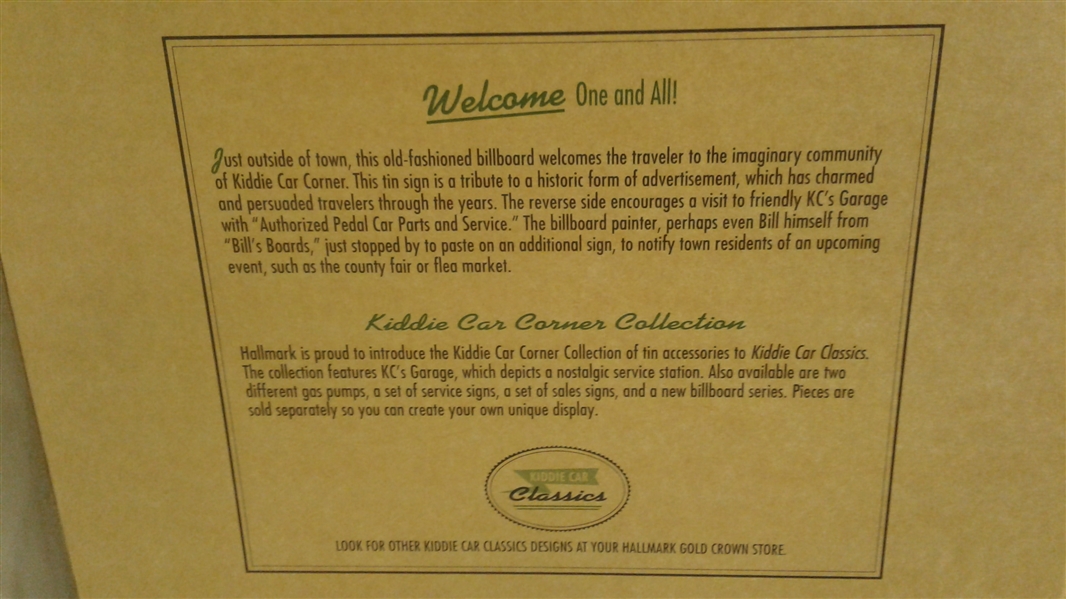 Welcome One and All!
Just outside of town, this old-fashioned billboard welcomes the traveler to the imaginary community
of Kiddie Car Corner. This tin sign is a tribute to a historic form of advertisement, which has charmed
and persuaded travelers through the years. The reverse side encourages a visit to friendly KC's Garage
with "Authorized Pedal Car Parts and Service." The billboard painter, perhaps even Bill himself from
"Bill's Boards," just stopped by to paste on an additional sign, to notify town residents of an upcoming
event, such as the county fair or flea market.
Kiddie Car Corner Collection
Hallmark is proud to introduce the Kiddie Car Corner Collection of tin accessories to Kiddie Car Classics.
The collection features KC's Garage, which depicts a nostalgic service station. Also available are two
different gas pumps, a set of service signs, a set of sales signs, and a new billboard series. Pieces are
sold separately so you can create your own unique display.
KIDDIE CAR
Classics
LOOK FOR OTHER KIDDIE CAR CLASSICS DESIGNS AT YOUR HALLMARK GOLD CROWN STORE.